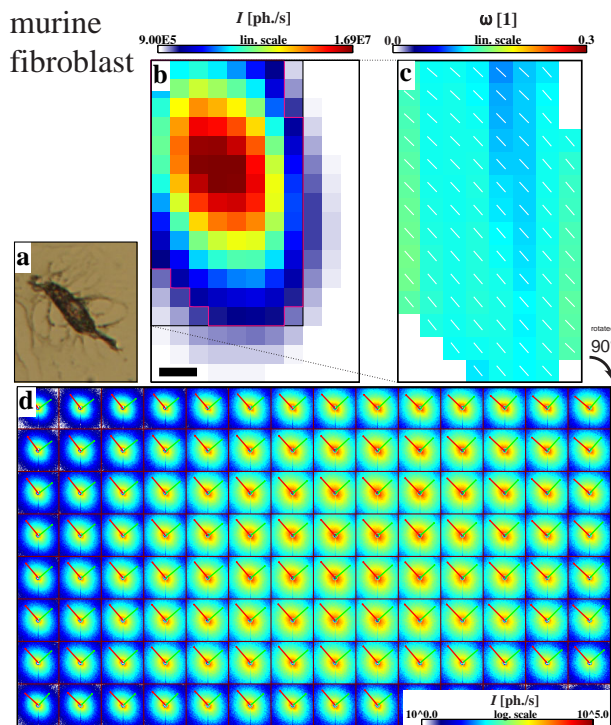 murine
fibroblast
I [ph./s]
9.00E5 lin. scale 1.69E7
ω [1]
0.0 lin. scale 0.3
b
c
a
rotated
90°
d
I [ph./s]
10^0.0 log. scale 10^5.0